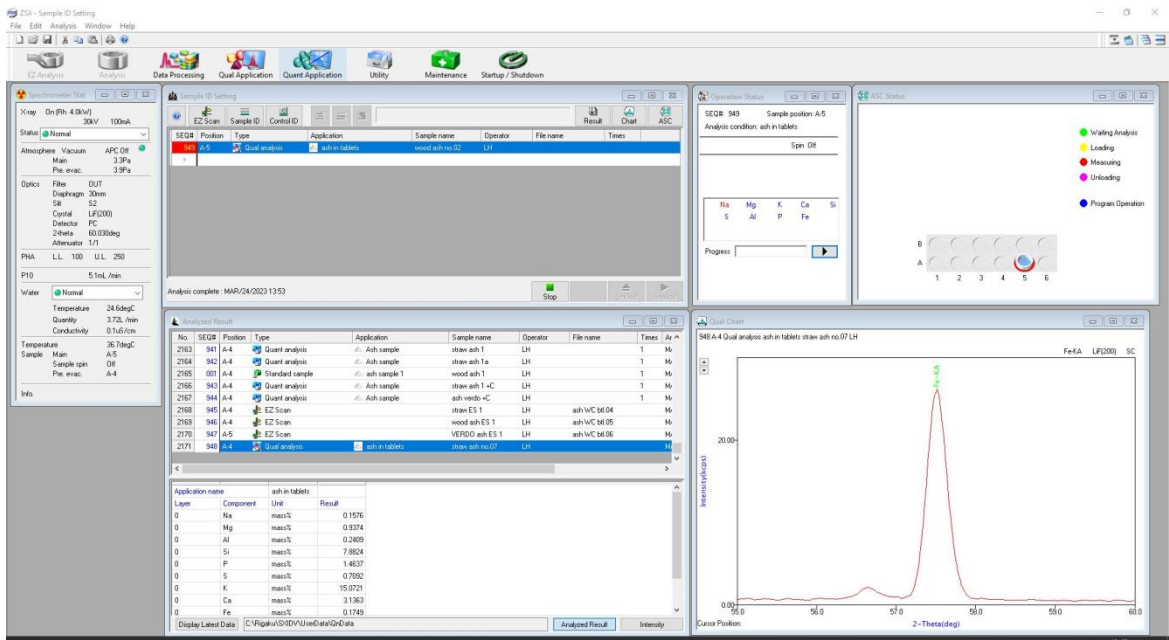 ZSX - Sample ID Setting
File Edit Analysis Window Help
EZ Analysis Analysis Data Processing Qual Application Quant Application Utility Maintenance Startup / Shutdown
Spectrometer Stat
X-ray On(Rh 4.0kW)
30kV 100mA
Status Normal
Atmosphere Vacuum APC Off
Main 3.3Pa
Pre. evac. 3.9Pa
Optics Filter OUT
Diaphragm 30mm
Slit S2
Crystal LiF(200)
Detector PC
2-theta 60.030deg
Attenuator 1/1
PHA L.L. 100 U.L. 250
P10 5.1mL /min
Water Normal
Temperature 24.6degC
Quantity 3.72L /min
Conductivity 0.1uS/cm
Temperature 36.7degC
Sample Main A-5
Sample spin Off
Pre. evac. A-4
Info.
Sample ID Setting
EZ Scan Sample ID Control ID Result Chart ASC
SEQ# Position Type Application Sample name Operator File name Times
949 A-5 Qual analysis ash in tablets wood ash no.02 LH
Analysis complete : MAR/24/2023 13:53
Stop Unload Analyze
Operation Status
SEQ#: 949 Sample position: A-5
Analysis condition: ash in tablets
Spin Off
Na Mg K Ca Si
S Al P Fe
Progress
ASC Status
Waiting Analysis
Loading
Measuring
Unloading
Program Operation
B
A
1 2 3 4 5 6
Analyzed Result
No. SEQ# Position Type Application Sample name Operator File name Times Ar
2163 941 A-4 Quant analysis Ash sample straw ash 1 LH 1 M
2164 942 A-4 Quant analysis Ash sample straw ash 1a LH 1 M
2165 001 A-4 Standard sample ash sample 1 wood ash 1 LH 1 M
2166 943 A-4 Quant analysis Ash sample straw ash 1 +C LH 1 M
2167 944 A-4 Quant analysis Ash sample ash verdo +C LH 1 M
2168 945 A-4 EZ Scan straw ES 1 LH ash WC btl.04 M
2169 946 A-4 EZ Scan wood ash ES 1 LH ash WC btl.05 M
2170 947 A-5 EZ Scan VERDO ash ES 1 LH ash WC btl.06 M
2171 948 A-4 Qual analysis ash in tablets straw ash no.07 LH M
Application name ash in tablets
Layer Component Unit Result
0 Na mass% 0.1576
0 Mg mass% 0.9374
0 Al mass% 0.2409
0 Si mass% 7.8824
0 P mass% 1.4637
0 S mass% 0.7092
0 K mass% 15.0721
0 Ca mass% 3.1363
0 Fe mass% 0.1749
Display Latest Data C:\Rigaku\SXIDV\UserData\QnData Analyzed Result Intensity
Qual Chart
948 A-4 Qual analysis ash in tablets straw ash no.07 LH
Fe-KA LiF(200) SC
Fe-KA
Intensity(kcps)
20.00
0.00
55.0 56.0 57.0 58.0 59.0 60.0
Cursor Position: 2-Theta(deg)